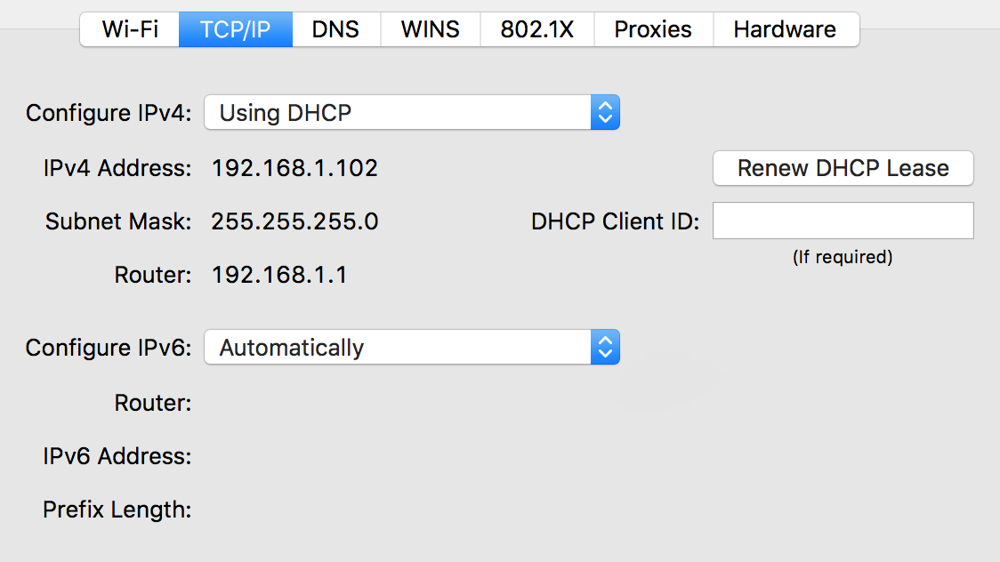 Wi-Fi TCP/IP DNS WINS 802.1X Proxies Hardware
Configure IPv4: Using DHCP
IPv4 Address: 192.168.1.102 Renew DHCP Lease
Subnet Mask: 255.255.255.0 DHCP Client ID:
(If required)
Router: 192.168.1.1
Configure IPv6: Automatically
Router:
IPv6 Address:
Prefix Length: